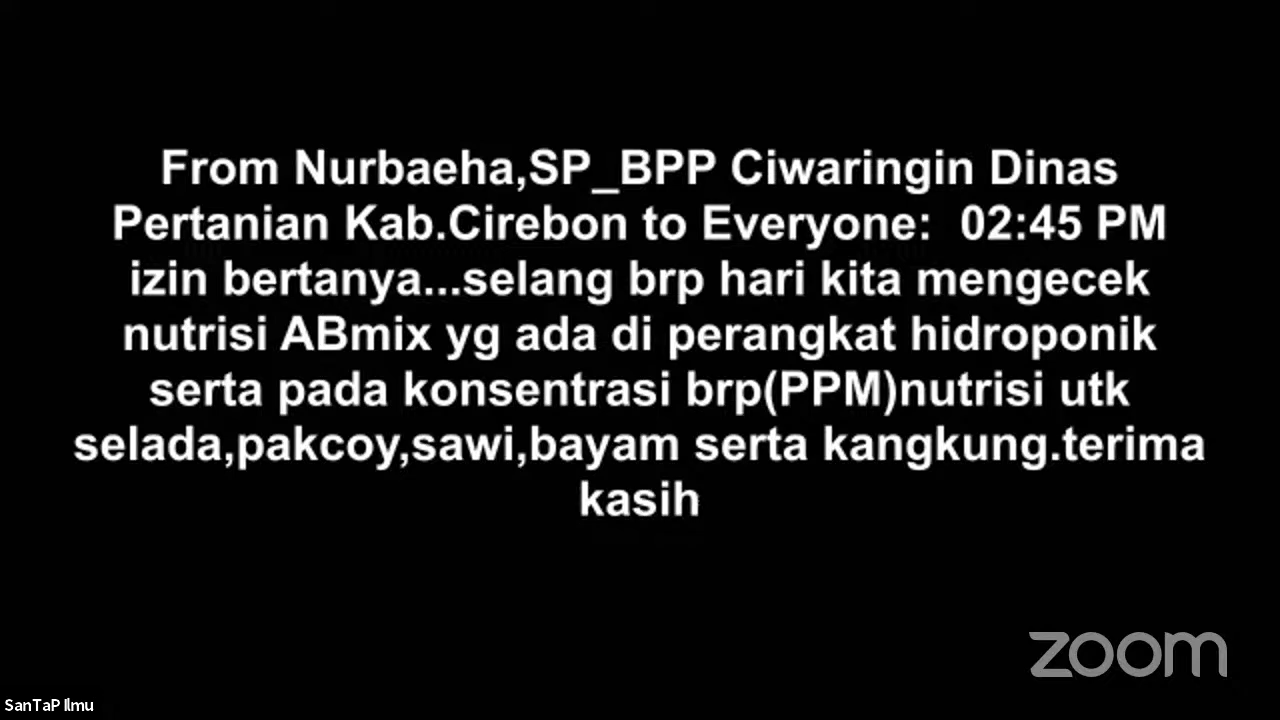 From Nurbaeha,SP_BPP Ciwaringin Dinas
Pertanian Kab.Cirebon to Everyone:  02:45 PM
izin bertanya...selang brp hari kita mengecek
nutrisi ABmix yg ada di perangkat hidroponik
serta pada konsentrasi brp(PPM)nutrisi utk
selada,pakcoy,sawi,bayam serta kangkung.terima
kasih
zoom
SanTaP Ilmu